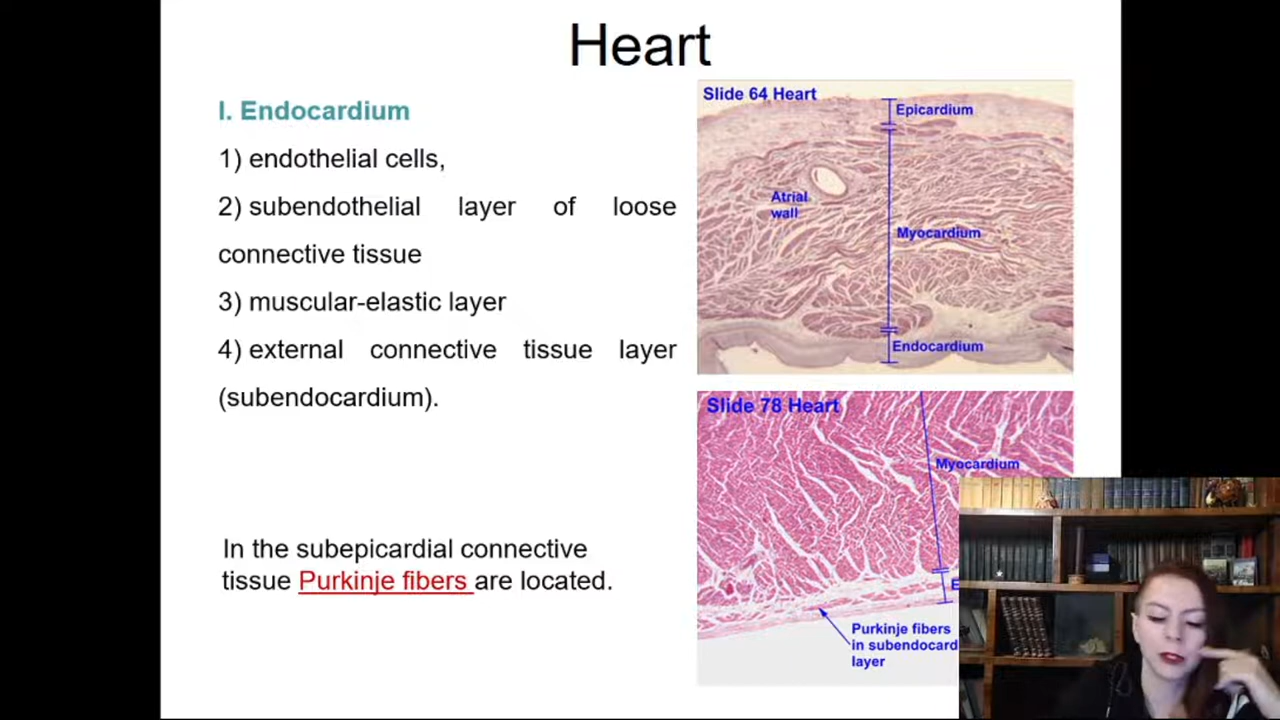 Heart
I. Endocardium
1) endothelial cells,
2) subendothelial layer of loose
connective tissue
3) muscular-elastic layer
4) external connective tissue layer
(subendocardium).
In the subepicardial connective
tissue Purkinje fibers are located.
Slide 64 Heart
Epicardium
Atrial
wall
Myocardium
Endocardium
Slide 78 Heart
Myocardium
E
Purkinje fibers
in subendocard
layer